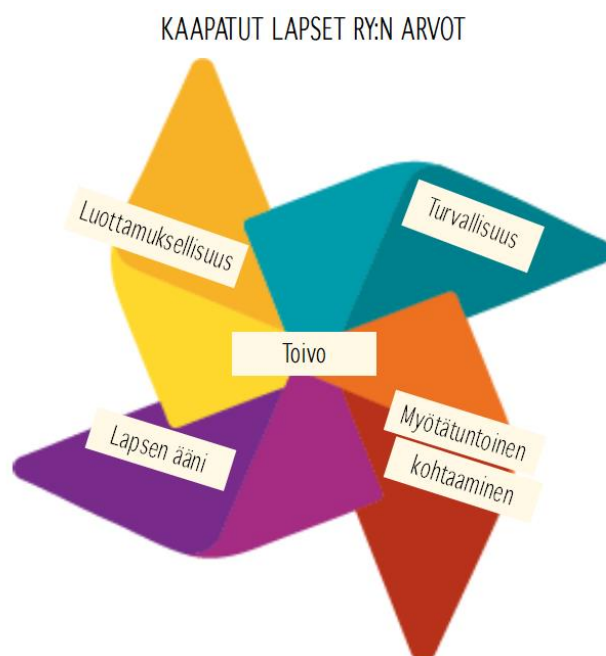 KAAPATUT LAPSET RY:N ARVOT
Luottamuksellisuus
Turvallisuus
Toivo
Lapsen ääni
Myötätuntoinen
kohtaaminen